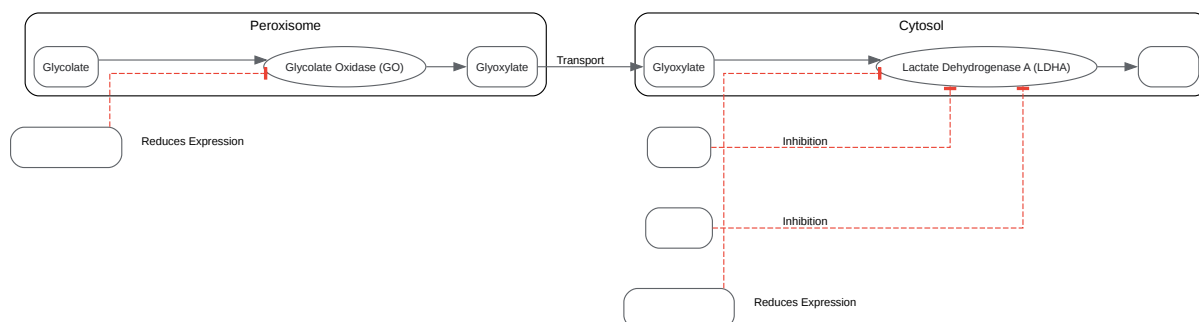 Peroxisome
Cytosol
Glycolate
Glycolate Oxidase (GO)
Glyoxylate
Transport
Glyoxylate
Lactate Dehydrogenase A (LDHA)
Reduces Expression
Inhibition
Inhibition
Reduces Expression